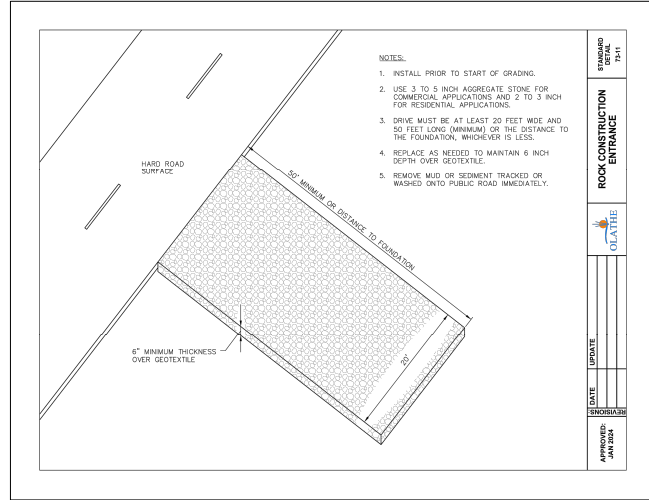 NOTES:
1. INSTALL PRIOR TO START OF GRADING.
2. USE 3 TO 5 INCH AGGREGATE STONE FOR
COMMERCIAL APPLICATIONS AND 2 TO 3 INCH
FOR RESIDENTIAL APPLICATIONS.
3. DRIVE MUST BE AT LEAST 20 FEET WIDE AND
50 FEET LONG (MINIMUM) OR THE DISTANCE TO
THE FOUNDATION, WHICHEVER IS LESS.
4. REPLACE AS NEEDED TO MAINTAIN 6 INCH
DEPTH OVER GEOTEXTILE.
5. REMOVE MUD OR SEDIMENT TRACKED OR
WASHED ONTO PUBLIC ROAD IMMEDIATELY.
HARD ROAD
SURFACE
50' MINIMUM OR DISTANCE TO FOUNDATION
20'
6" MINIMUM THICKNESS
OVER GEOTEXTILE
STANDARD
DETAIL
73-11
ROCK CONSTRUCTION
ENTRANCE
OLATHE
DATE
UPDATE
REVISIONS:
APPROVED:
JAN 2024